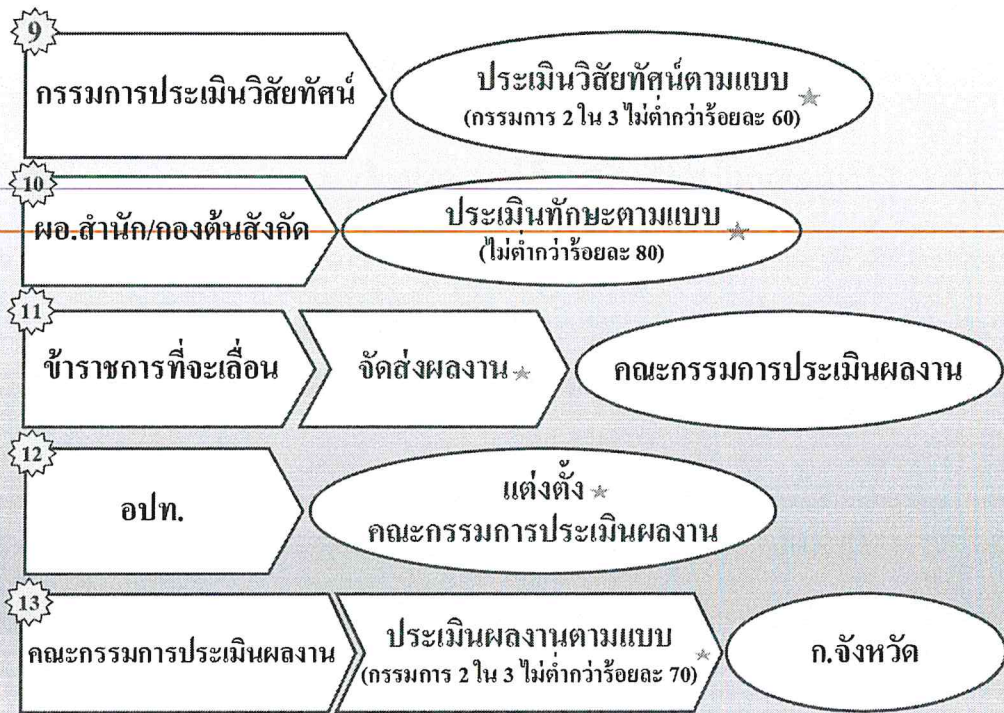 9
กรรมการประเมินวิสัยทัศน์
ประเมินวิสัยทัศน์ตามแบบ
(กรรมการ 2 ใน 3 ไม่ต่ำกว่าร้อยละ 60)
10
ผอ.สำนัก/กองต้นสังกัด
ประเมินทักษะตามแบบ
(ไม่ต่ำกว่าร้อยละ 80)
11
ข้าราชการที่จะเลื่อน
จัดส่งผลงาน
คณะกรรมการประเมินผลงาน
12
อปท.
แต่งตั้ง
คณะกรรมการประเมินผลงาน
13
คณะกรรมการประเมินผลงาน
ประเมินผลงานตามแบบ
(กรรมการ 2 ใน 3 ไม่ต่ำกว่าร้อยละ 70)
ก.จังหวัด